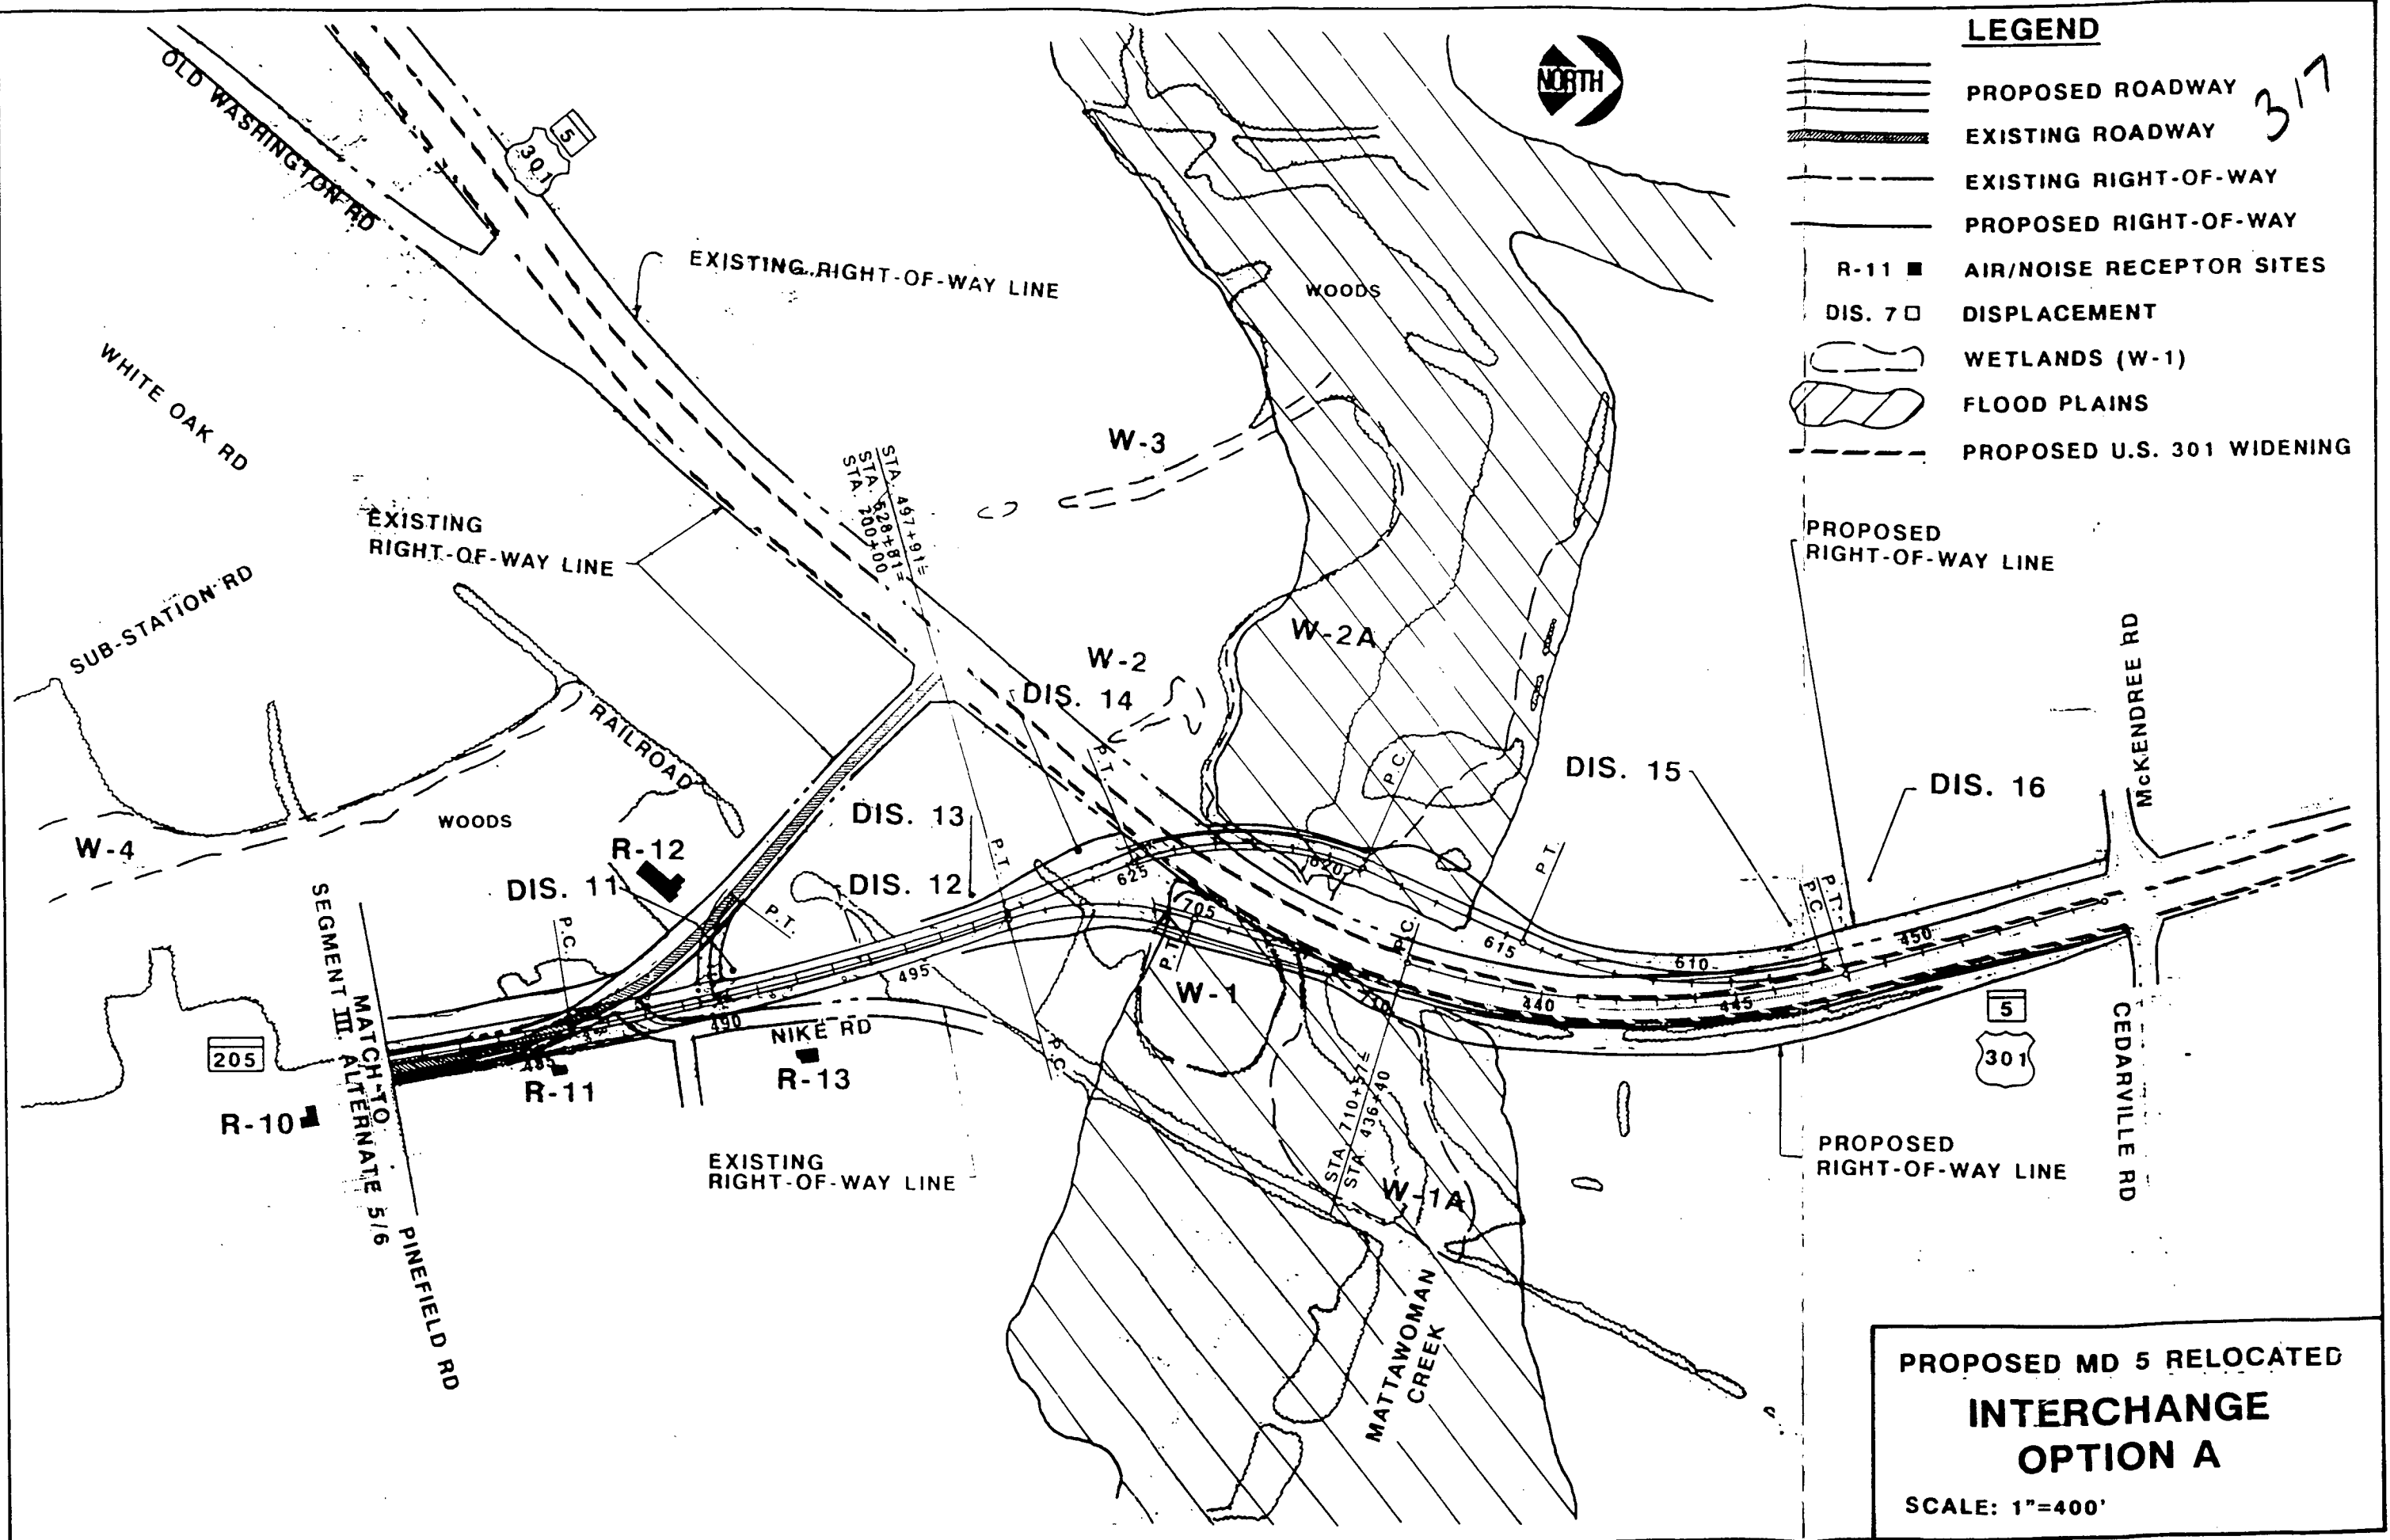 LEGEND
PROPOSED ROADWAY
317
EXISTING ROADWAY
EXISTING RIGHT-OF-WAY
PROPOSED RIGHT-OF-WAY
R-11 AIR/NOISE RECEPTOR SITES
DIS. 7 DISPLACEMENT
WETLANDS (W-1)
FLOOD PLAINS
PROPOSED U.S. 301 WIDENING
NORTH
OLD WASHINGTON RD
5
301
EXISTING RIGHT-OF-WAY LINE
WOODS
WHITE OAK RD
W-3
STA. 497+91=
STA. 628+81=
STA. 200+00
EXISTING
RIGHT-OF-WAY LINE
PROPOSED
RIGHT-OF-WAY LINE
SUB-STATION RD
W-2A
W-2
DIS. 14
McKENDREE RD
RAILROAD
P.T.
P.C.
DIS. 15
DIS. 16
DIS. 13
WOODS
W-4
R-12
DIS. 11
DIS. 12
P.T.
P.T.
P.T.
P.C.
625
620
705
P.T.
P.C.
615
610
P.C.
P.T.
450
495
W-1
710
440
445
490
NIKE RD
205
485
R-11
R-13
P.C.
R-10
SEGMENT III. ALTERNATE 5/6
MATCH TO
PINEFIELD RD
EXISTING
RIGHT-OF-WAY LINE
STA. 710+57=
STA. 436+40
W-1A
MATTAWOMAN
CREEK
5
301
CEDARVILLE RD
PROPOSED
RIGHT-OF-WAY LINE
PROPOSED MD 5 RELOCATED
INTERCHANGE
OPTION A
SCALE: 1"=400'